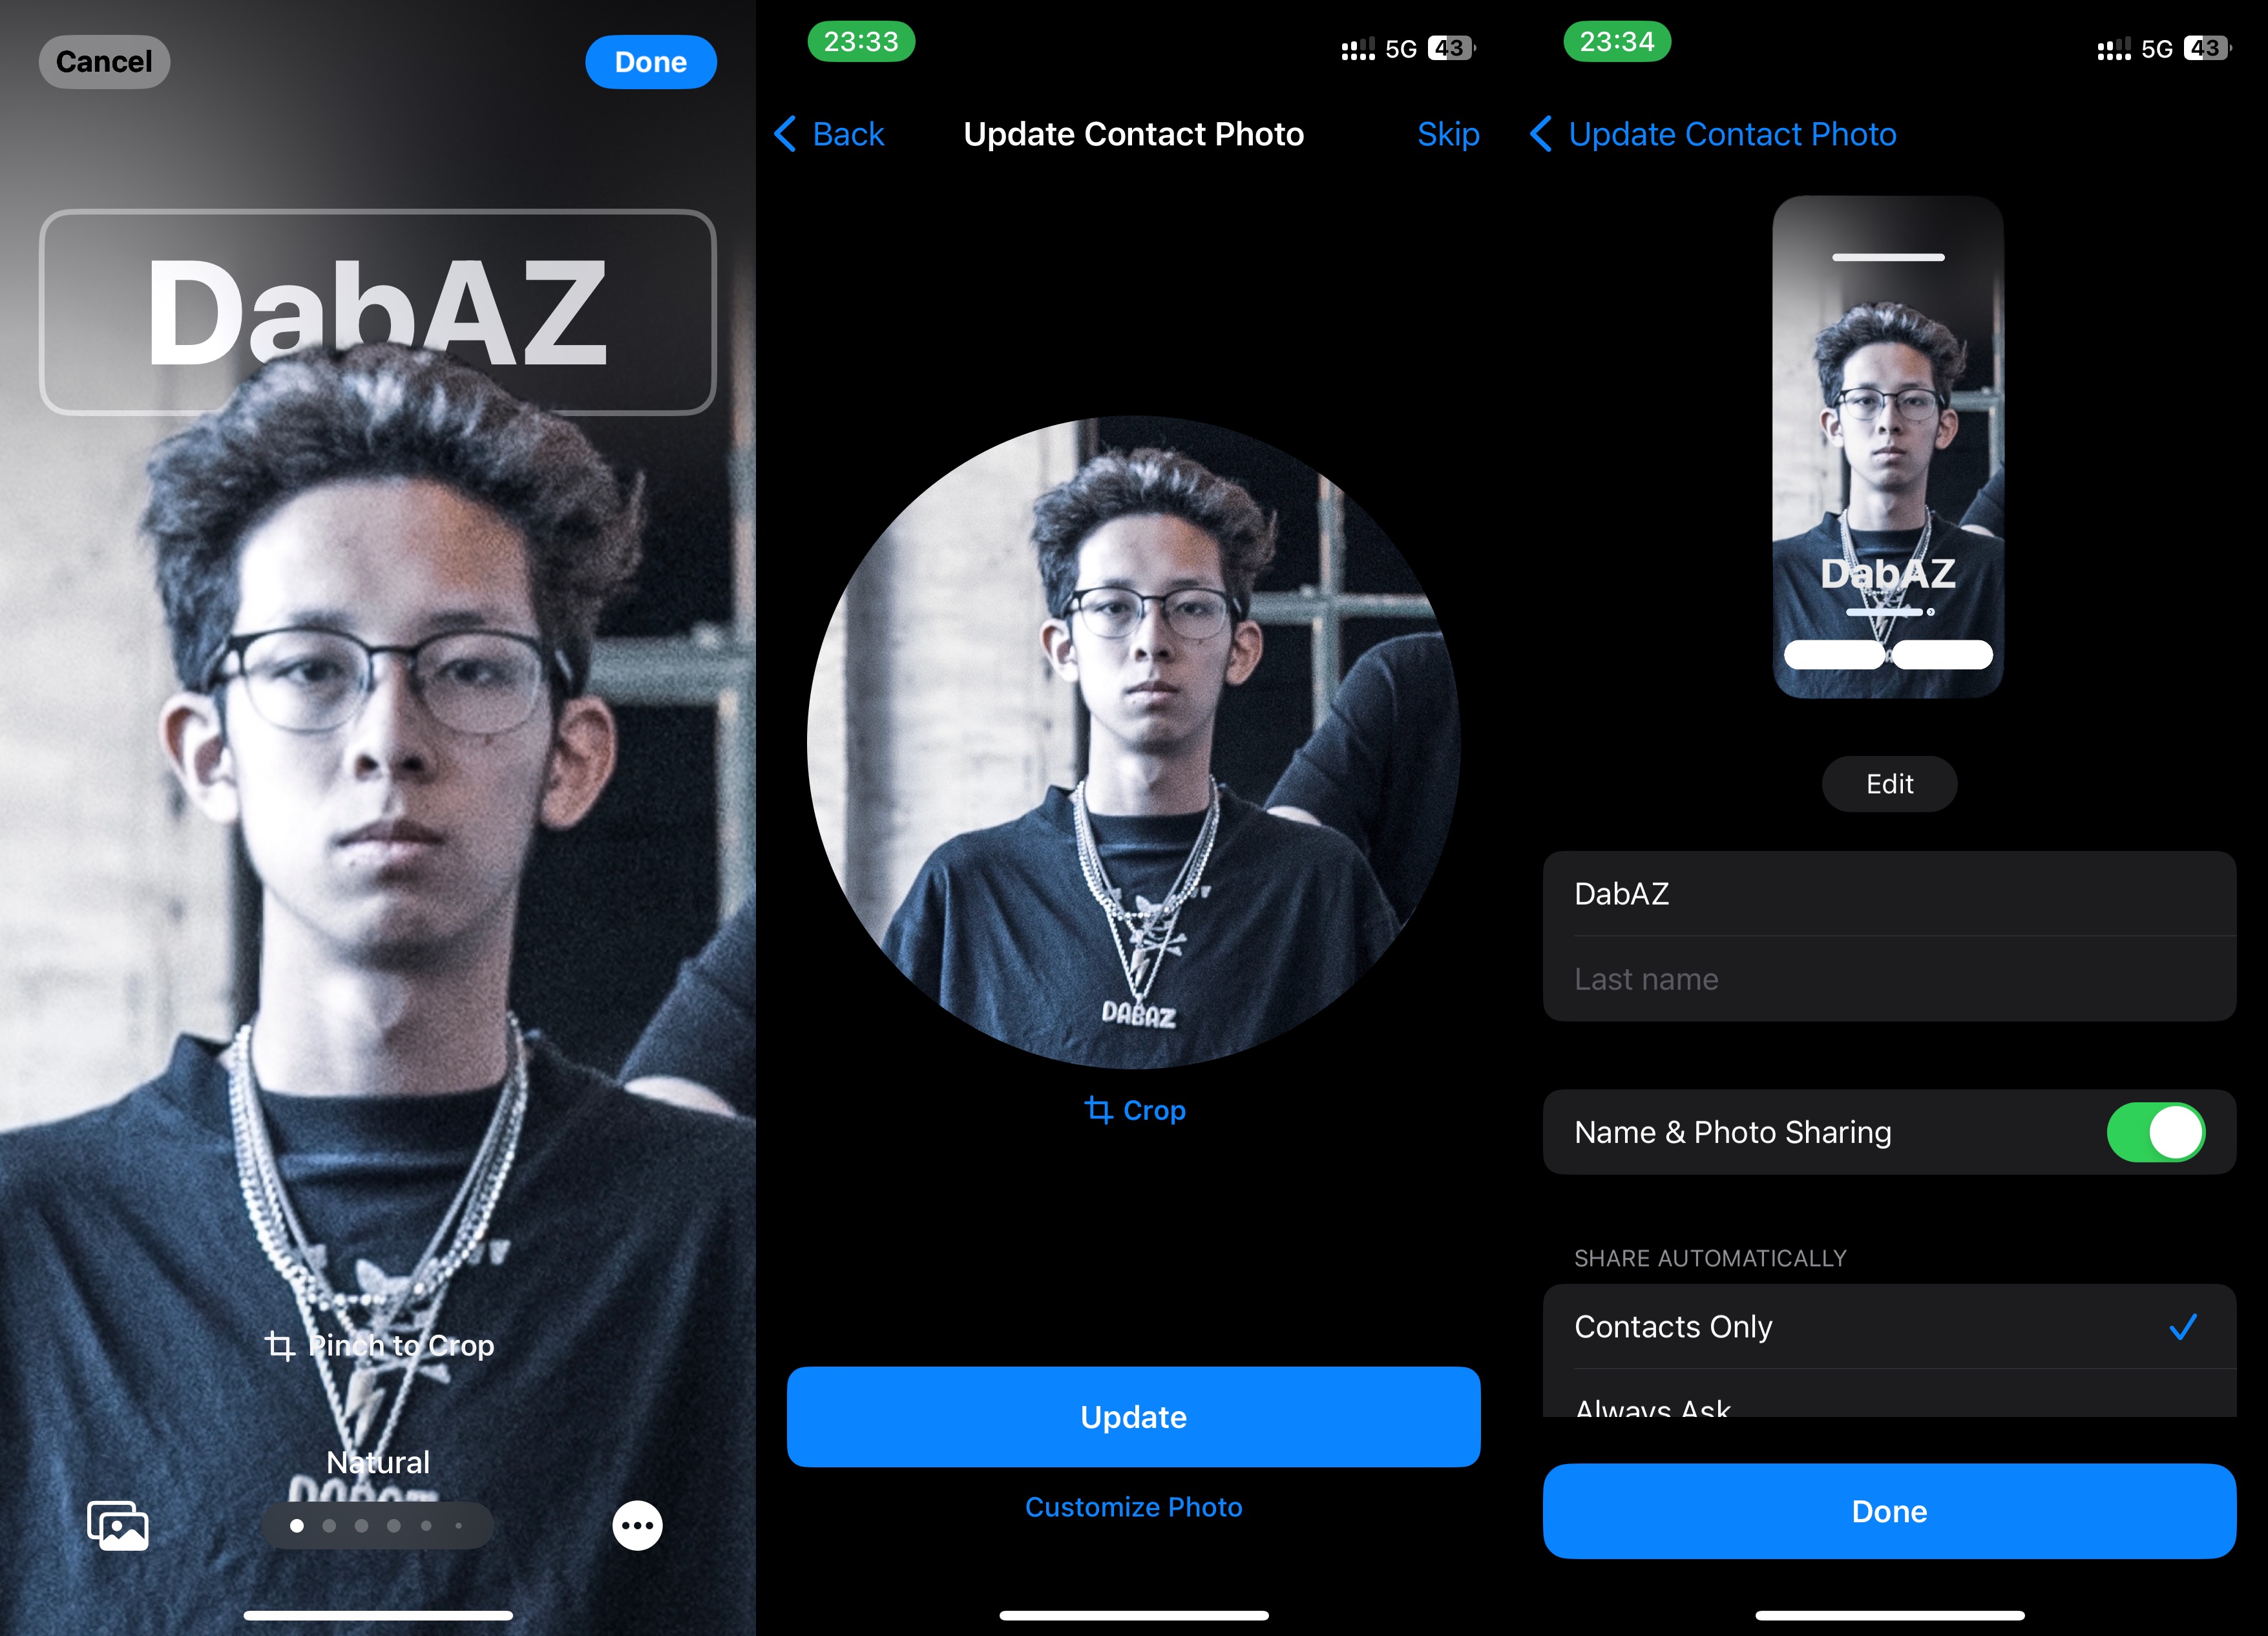 Cancel
Done
DabAZ
Pinch to Crop
Natural
23:33
5G 43
Back
Update Contact Photo
Skip
DABAZ
Crop
Update
Customize Photo
23:34
5G 43
Update Contact Photo
DabAZ
Edit
DabAZ
Last name
Name & Photo Sharing
SHARE AUTOMATICALLY
Contacts Only
Always Ask
Done